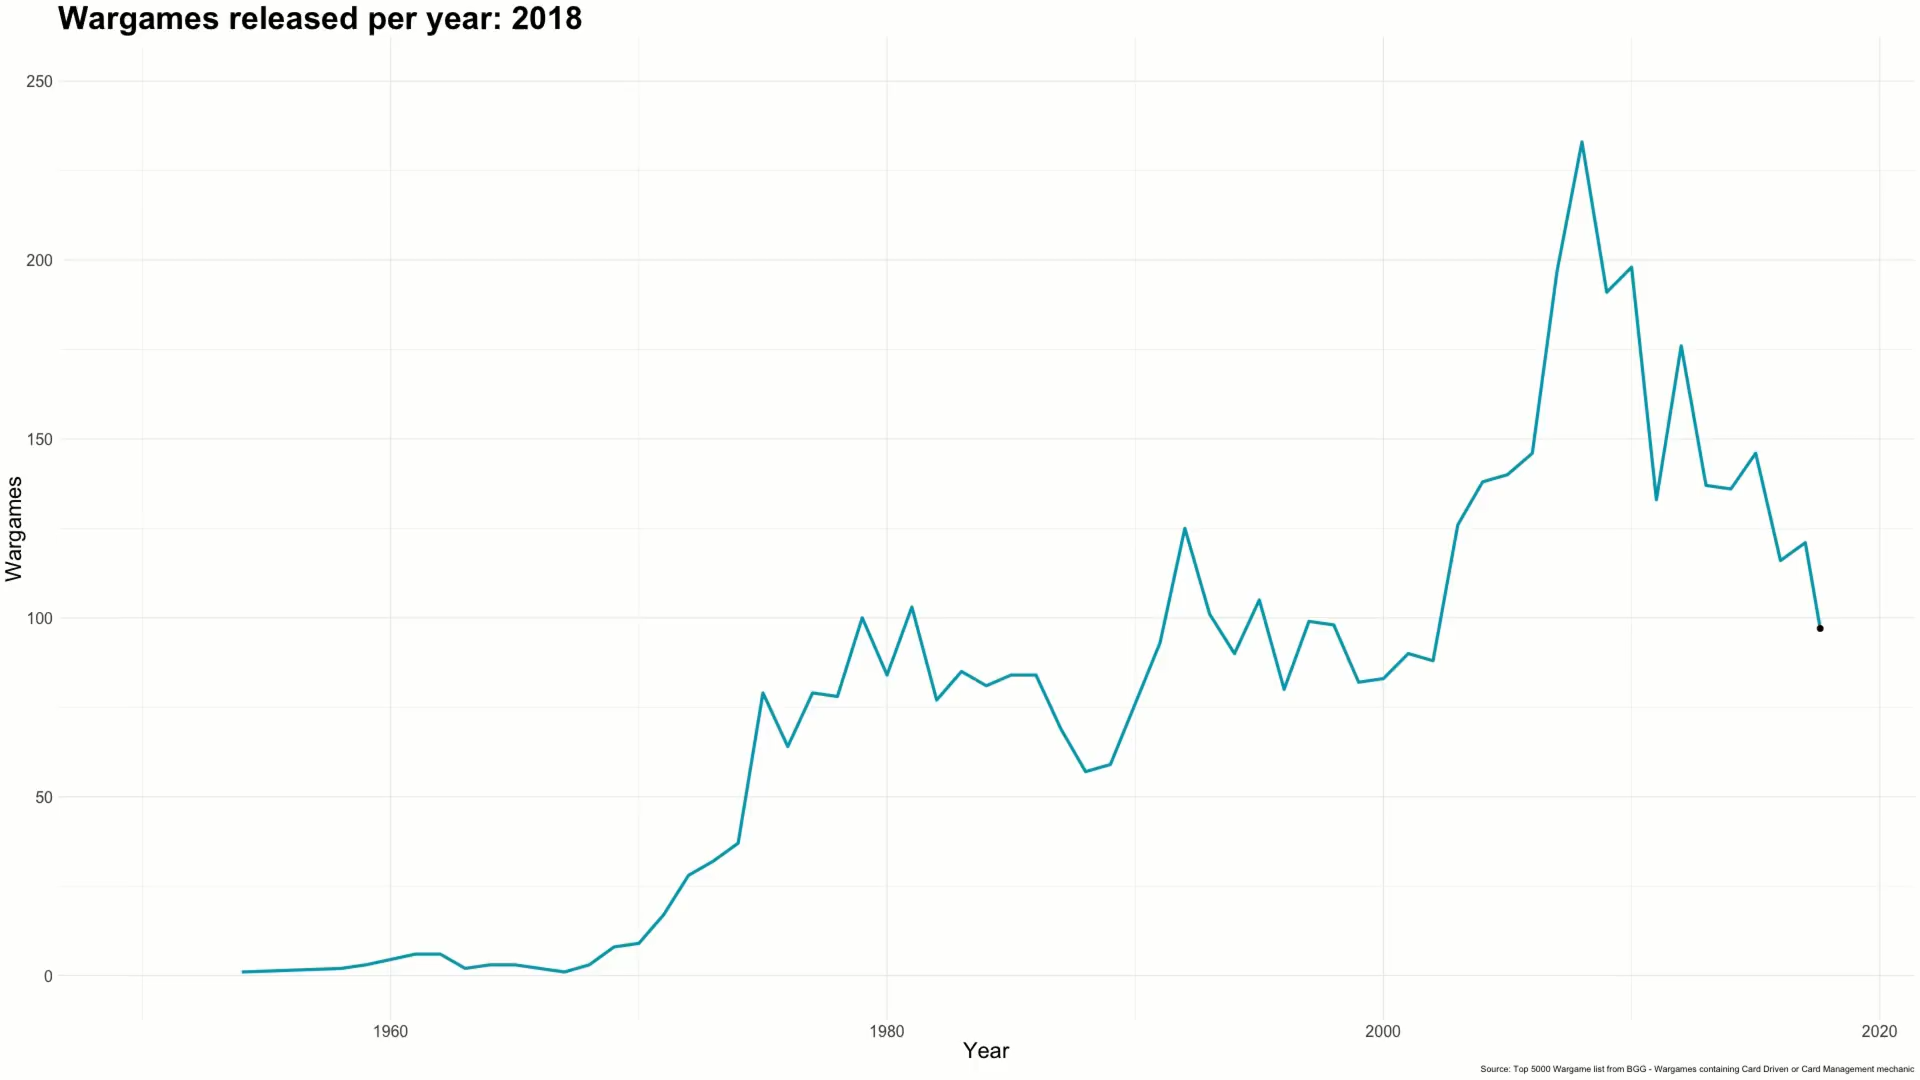 Wargames released per year: 2018
250
200
150
100
50
0
Wargames
1960
1980
2000
2020
Year
Source: Top 5000 Wargame list from BGG - Wargames containing Card Driven or Card Management mechanic